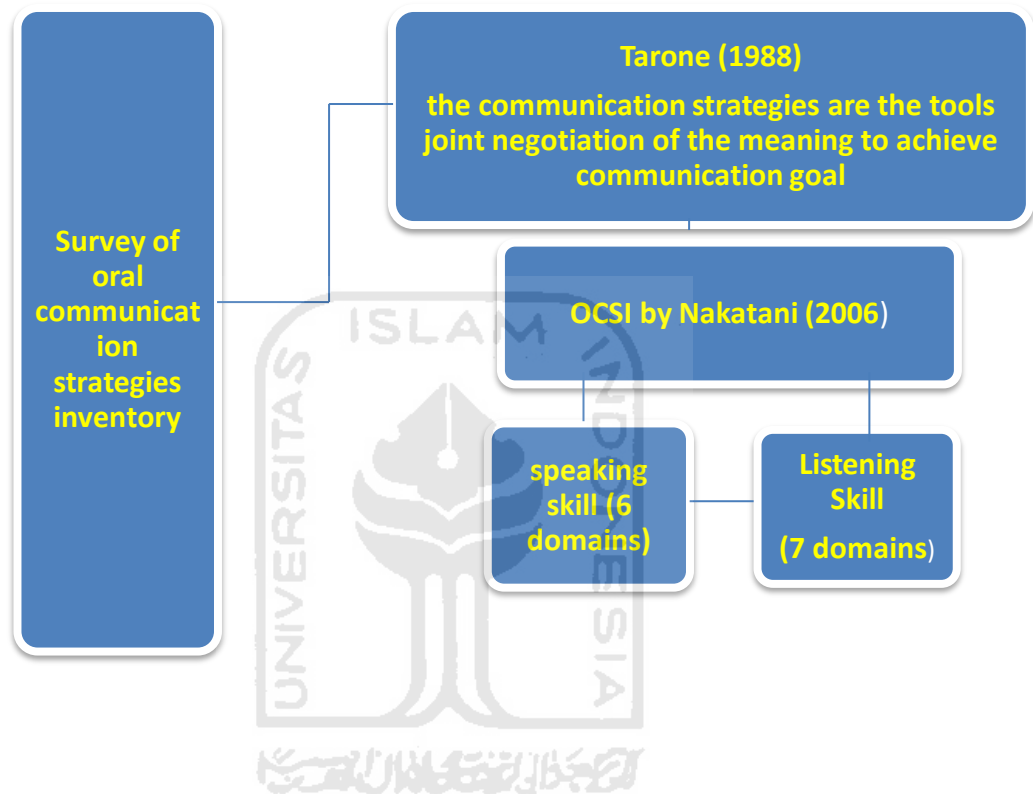 Survey of
oral
communicat
ion
strategies
inventory
Tarone (1988)
the communication strategies are the tools
joint negotiation of the meaning to achieve
communication goal
OCSI by Nakatani (2006)
speaking
skill (6
domains)
Listening
Skill
(7 domains)
UNIVERSITAS
ISLAM
INDONESIA